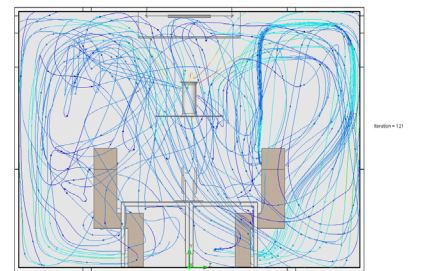 Iteration = 121